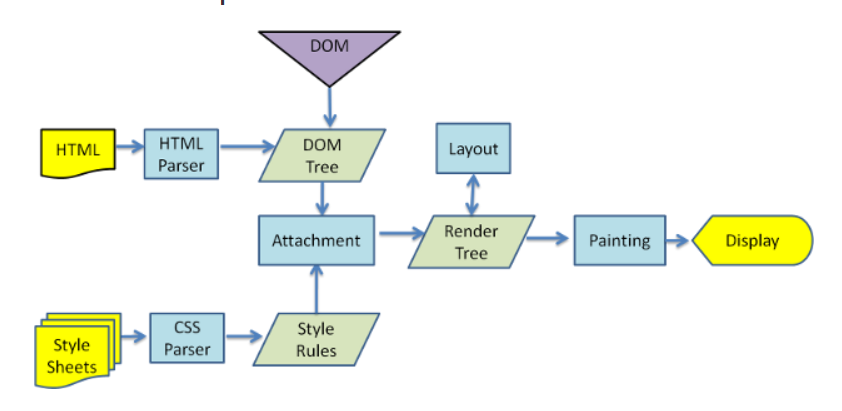 DOM
HTML
HTML
Parser
DOM
Tree
Layout
Attachment
Render
Tree
Painting
Display
Style
Sheets
CSS
Parser
Style
Rules